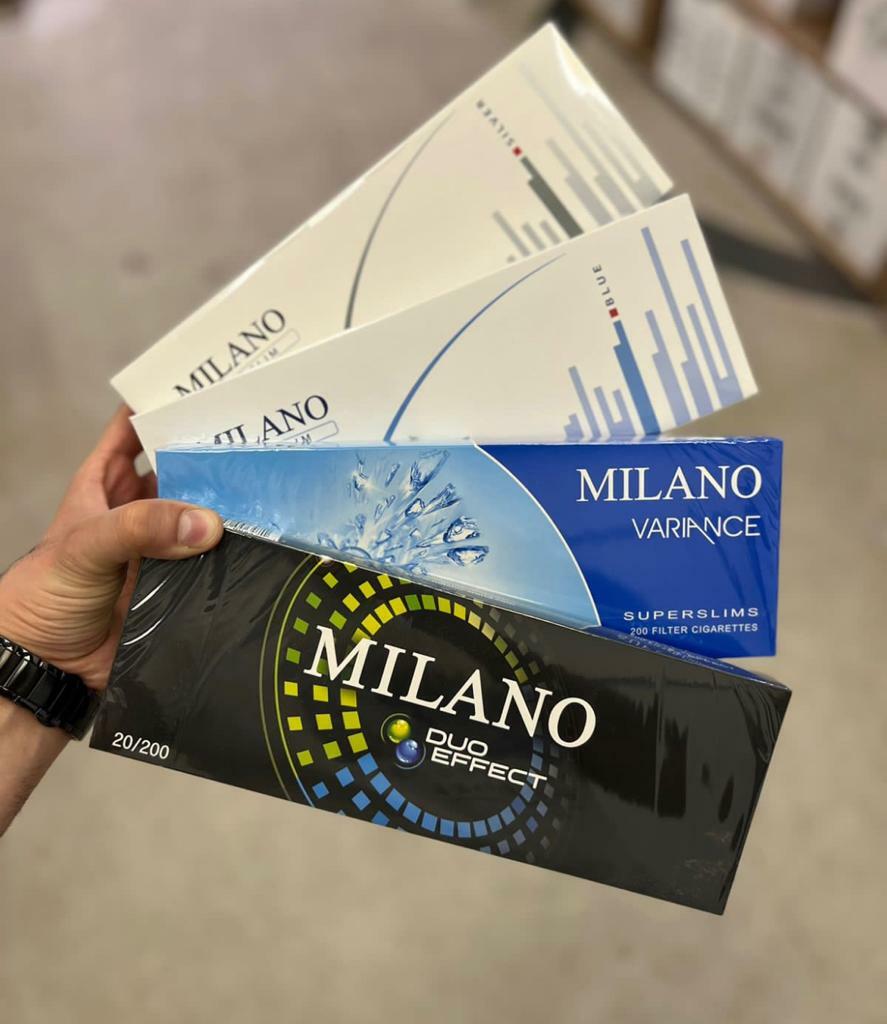 SILVER
MILANO
BLUE
MILANO
MILANO
VARIANCE
SUPERSLIMS
200 FILTER CIGARETTES
MILANO
DUO
EFFECT
20/200